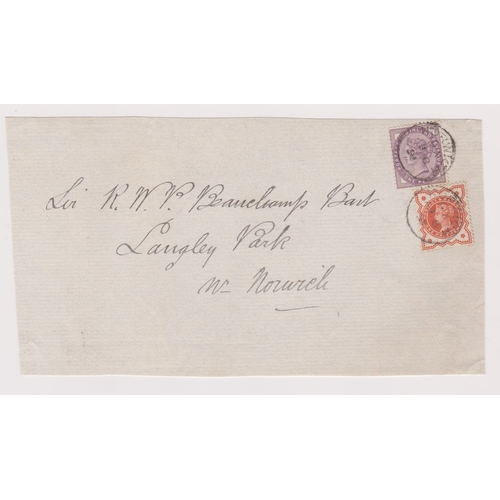 Sir R. W. P. Beauchamp Bart
Langley Park
Nr Norwich